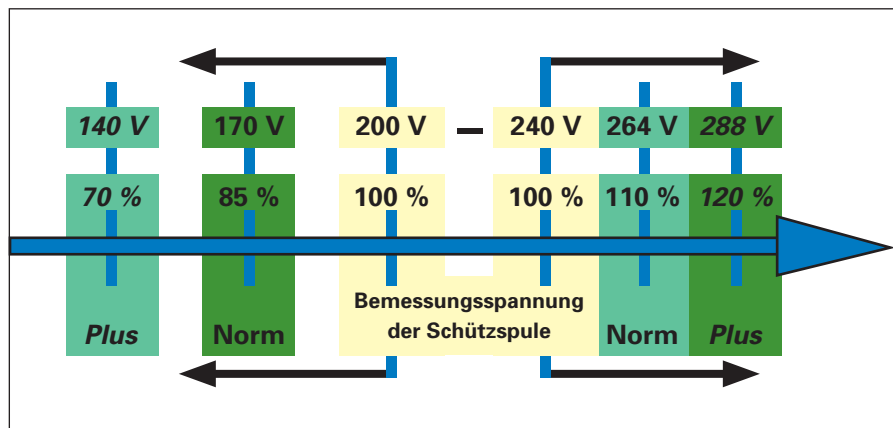 140 V 170 V 200 V – 240 V 264 V 288 V
70 % 85 % 100 % 100 % 110 % 120 %
Bemessungsspannung
der Schützspule
Plus Norm Norm Plus